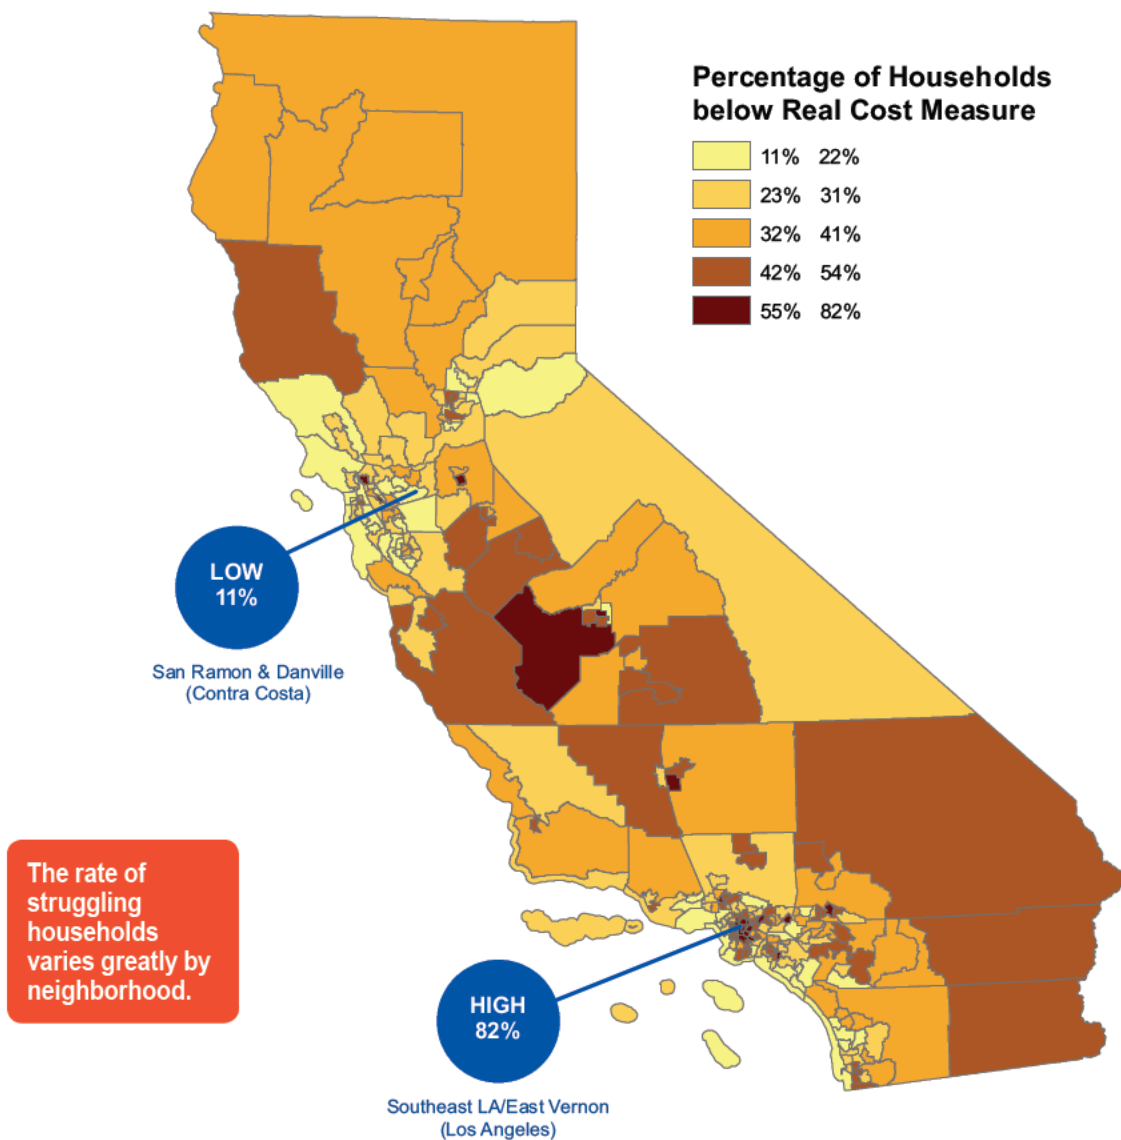 Percentage of Households
below Real Cost Measure
11% 22%
23% 31%
32% 41%
42% 54%
55% 82%
LOW
11%
San Ramon & Danville
(Contra Costa)
The rate of
struggling
households
varies greatly by
neighborhood.
HIGH
82%
Southeast LA/East Vernon
(Los Angeles)